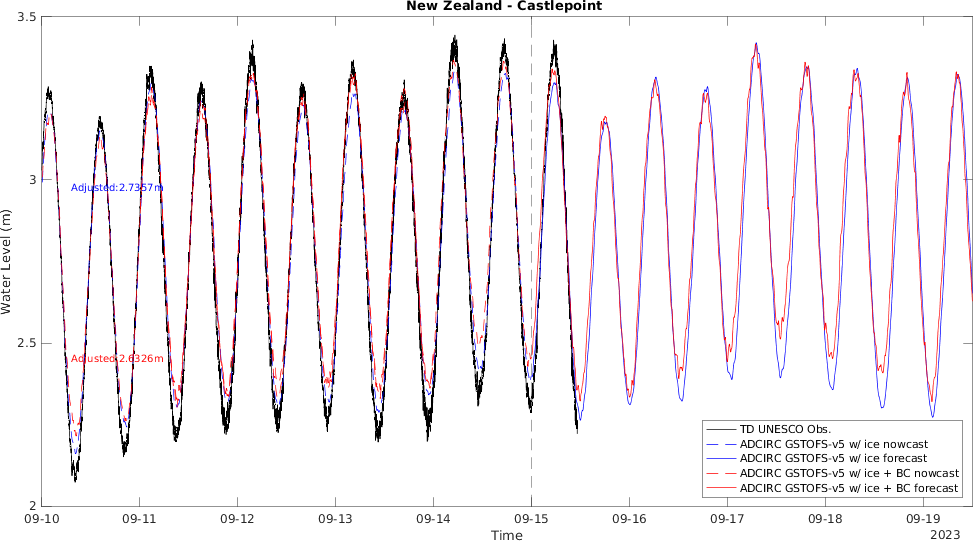 New Zealand - Castlepoint
3.5
3
2.5
2
Water Level (m)
Adjusted:2.7357m
Adjusted:2.6326m
TD UNESCO Obs.
ADCIRC GSTOFS-v5 w/ ice nowcast
ADCIRC GSTOFS-v5 w/ ice forecast
ADCIRC GSTOFS-v5 w/ ice + BC nowcast
ADCIRC GSTOFS-v5 w/ ice + BC forecast
09-10 09-11 09-12 09-13 09-14 09-15 09-16 09-17 09-18 09-19
Time
2023